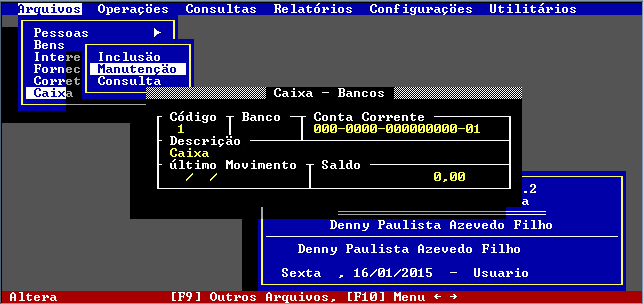 Arquivos Operações Consultas Relatórios Configurações Utilitários
Pessoas
Bens
Intere
Fornec
Corret
Caixa
Inclusão
Manutenção
Consulta
Caixa - Bancos
Código Banco Conta Corrente
1 000-0000-000000000-01
Descrição
Caixa
último Movimento Saldo
/ / 0,00
.2
a
Denny Paulista Azevedo Filho
Denny Paulista Azevedo Filho
Sexta , 16/01/2015 - Usuario
Altera [F9] Outros Arquivos, [F10] Menu ← →